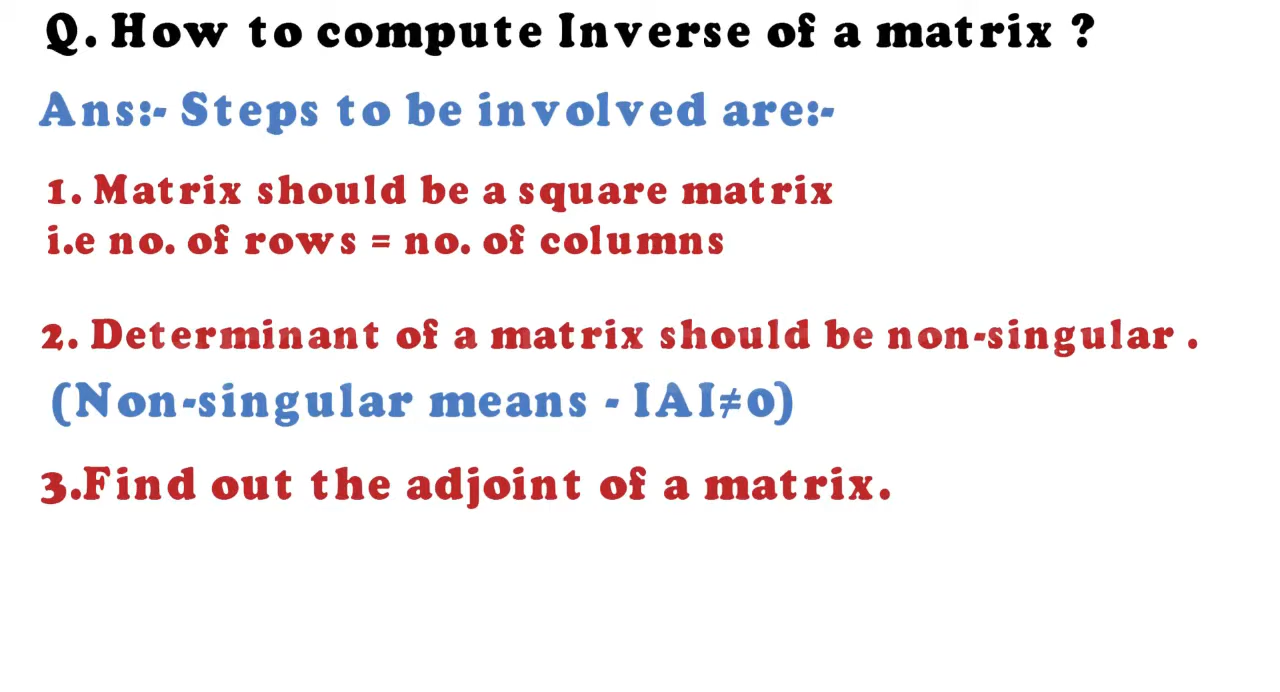 Q. How to compute Inverse of a matrix ?
Ans:- Steps to be involved are:-
1. Matrix should be a square matrix
i.e no. of rows = no. of columns
2. Determinant of a matrix should be non-singular .
(Non-singular means - IAI≠0)
3.Find out the adjoint of a matrix.